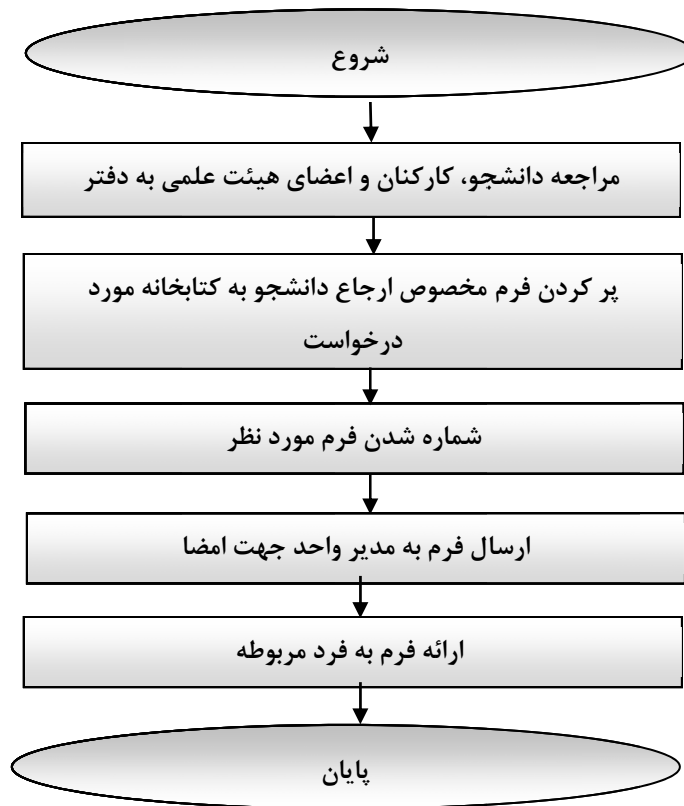 شروع
مراجعه دانشجو، کارکنان و اعضای هیئت علمی به دفتر
پر کردن فرم مخصوص ارجاع دانشجو به کتابخانه مورد
درخواست
شماره شدن فرم مورد نظر
ارسال فرم به مدیر واحد جهت امضا
ارائه فرم به فرد مربوطه
پایان